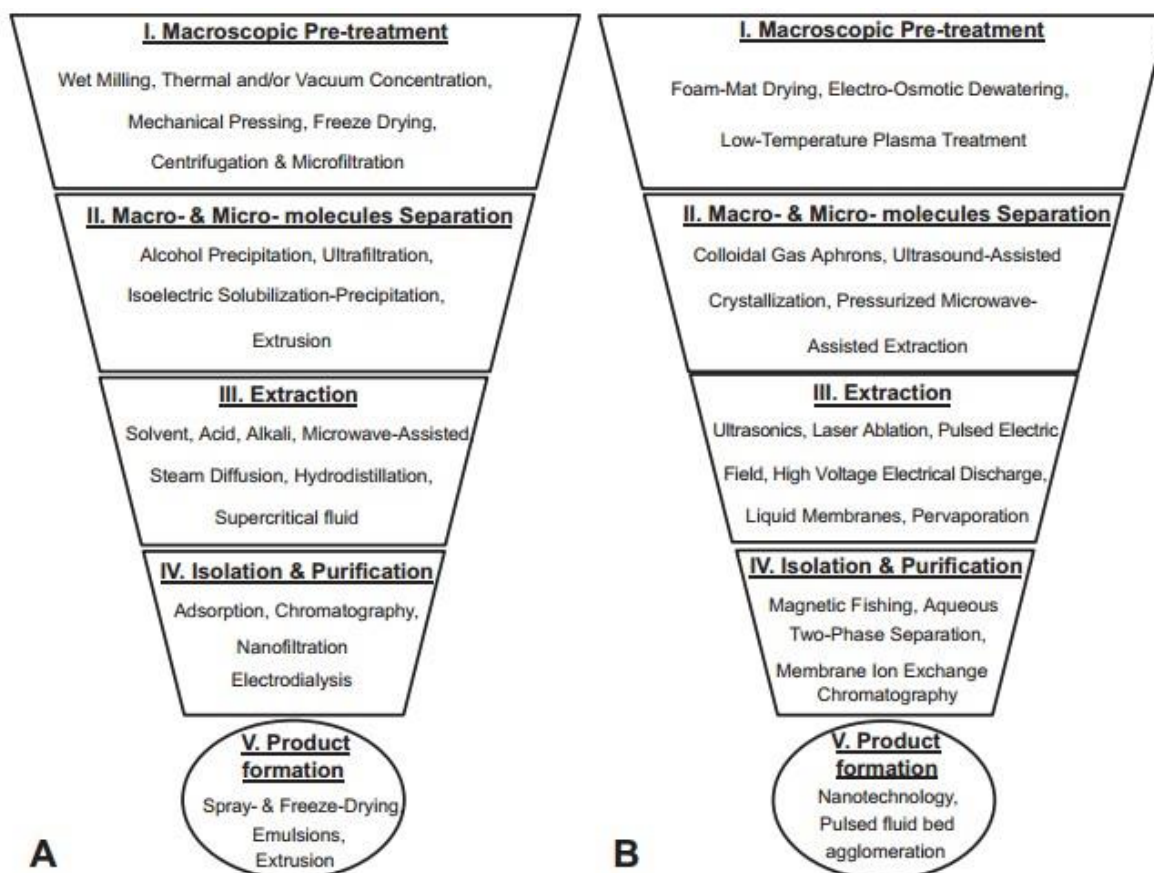 I. Macroscopic Pre-treatment
Wet Milling, Thermal and/or Vacuum Concentration,
Mechanical Pressing, Freeze Drying,
Centrifugation & Microfiltration
II. Macro- & Micro- molecules Separation
Alcohol Precipitation, Ultrafiltration,
Isoelectric Solubilization-Precipitation,
Extrusion
III. Extraction
Solvent, Acid, Alkali, Microwave-Assisted
Steam Diffusion, Hydrodistillation,
Supercritical fluid
IV. Isolation & Purification
Adsorption, Chromatography,
Nanofiltration
Electrodialysis
V. Product
formation
Spray- & Freeze-Drying
Emulsions,
Extrusion
A
I. Macroscopic Pre-treatment
Foam-Mat Drying, Electro-Osmotic Dewatering,
Low-Temperature Plasma Treatment
II. Macro- & Micro- molecules Separation
Colloidal Gas Aphrons, Ultrasound-Assisted
Crystallization, Pressurized Microwave-
Assisted Extraction
III. Extraction
Ultrasonics, Laser Ablation, Pulsed Electric
Field, High Voltage Electrical Discharge,
Liquid Membranes, Pervaporation
IV. Isolation & Purification
Magnetic Fishing, Aqueous
Two-Phase Separation,
Membrane Ion Exchange
Chromatography
V. Product
formation
Nanotechnology,
Pulsed fluid bed
agglomeration
B